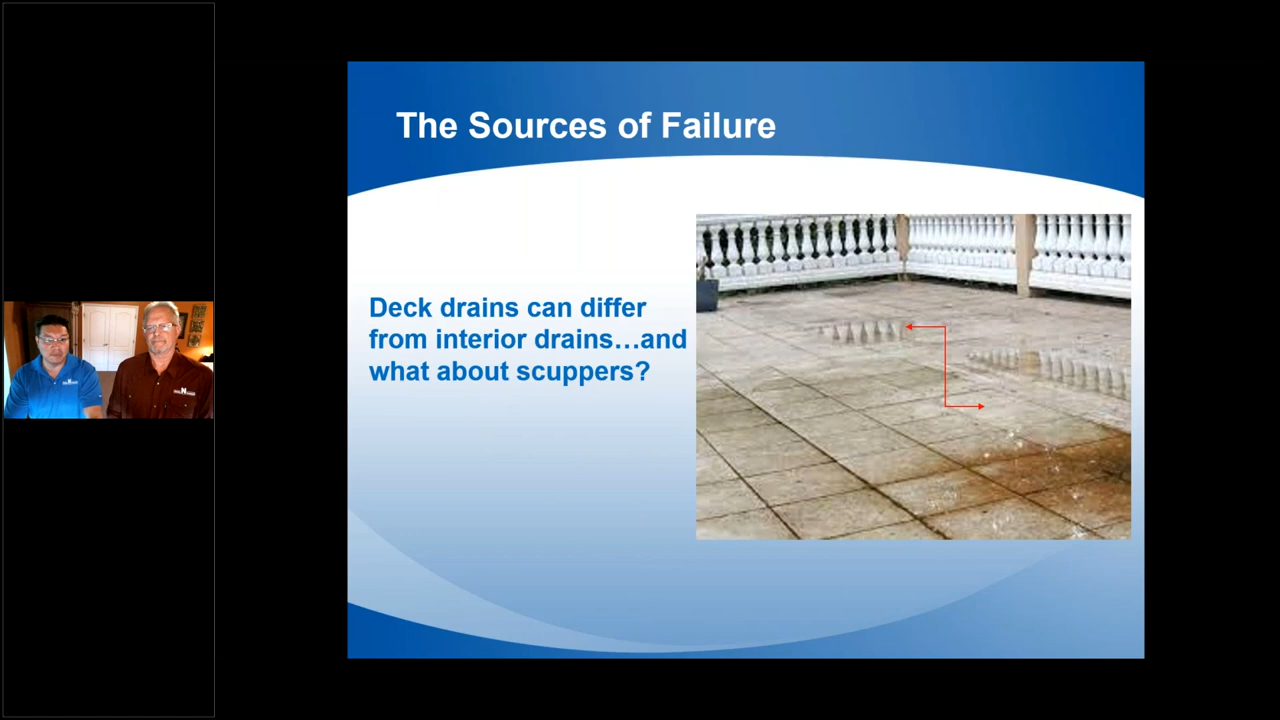 The Sources of Failure
Deck drains can differ
from interior drains…and
what about scuppers?